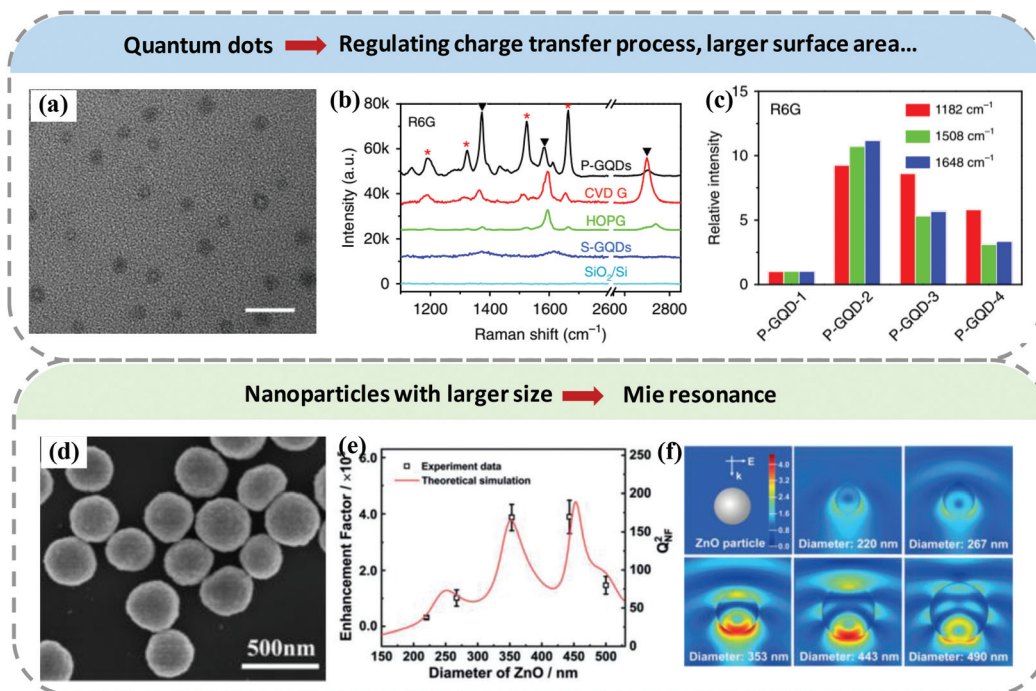 Quantum dots Regulating charge transfer process, larger surface area…
(a)
(b)
80k
60k
40k
20k
0
Intensity (a.u.)
R6G
P-GQDs
CVD G
HOPG
S-GQDs
SiO₂/Si
1200 1400 1600 2600 2800
Raman shift (cm⁻¹)
(c)
15
10
5
0
Relative intensity
R6G
1182 cm⁻¹
1508 cm⁻¹
1648 cm⁻¹
P-GQD-1 P-GQD-2 P-GQD-3 P-GQD-4
Nanoparticles with larger size Mie resonance
(d)
500nm
(e)
6.0
4.0
2.0
0.0
Enhancement Factor / ×10⁵
Experiment data
Theoretical simulation
250
200
150
100
50
0
Q²NF
150 200 250 300 350 400 450 500
Diameter of ZnO / nm
(f)
E
k
4.0
3.2
2.4
1.6
0.8
0.0
ZnO particle
Diameter: 220 nm
Diameter: 267 nm
Diameter: 353 nm
Diameter: 443 nm
Diameter: 490 nm